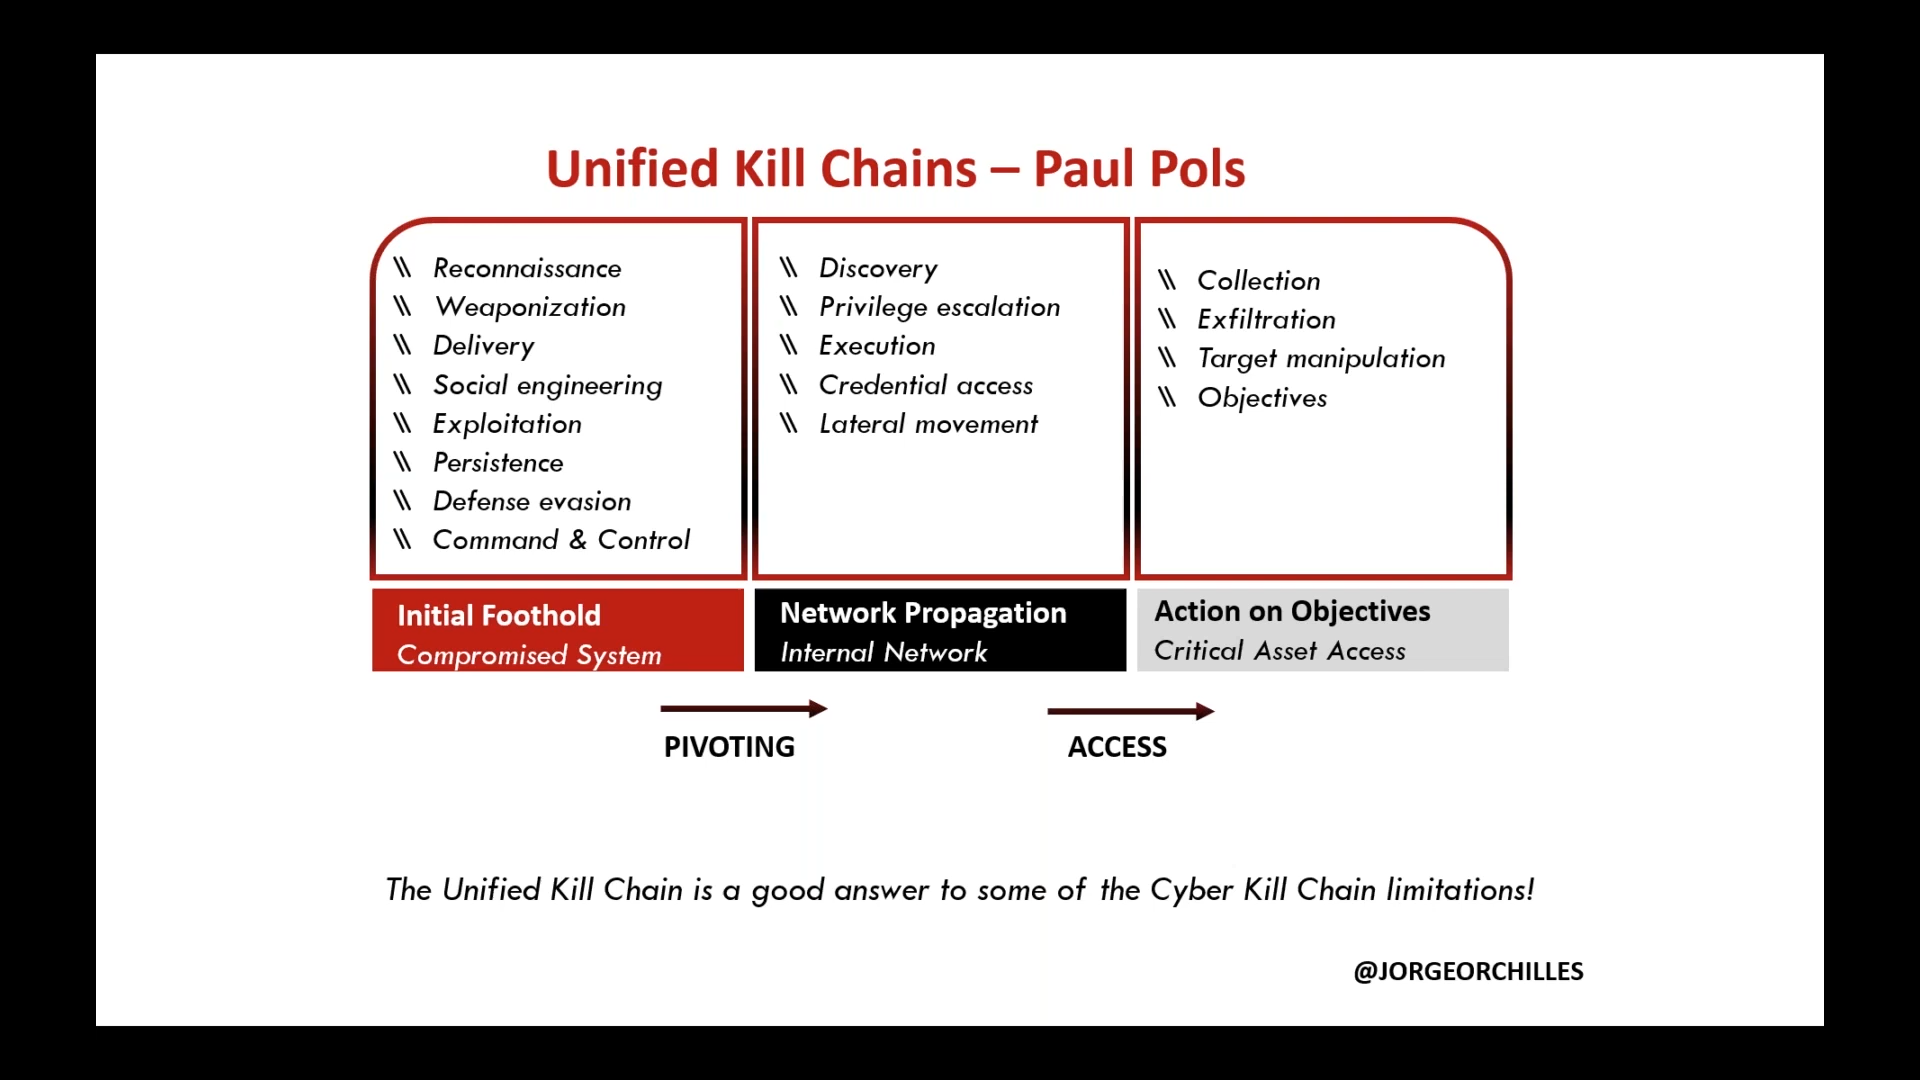 Unified Kill Chains – Paul Pols
\\ Reconnaissance
\\ Weaponization
\\ Delivery
\\ Social engineering
\\ Exploitation
\\ Persistence
\\ Defense evasion
\\ Command & Control
Initial Foothold
Compromised System
\\ Discovery
\\ Privilege escalation
\\ Execution
\\ Credential access
\\ Lateral movement
Network Propagation
Internal Network
\\ Collection
\\ Exfiltration
\\ Target manipulation
\\ Objectives
Action on Objectives
Critical Asset Access
PIVOTING
ACCESS
The Unified Kill Chain is a good answer to some of the Cyber Kill Chain limitations!
@JORGEORCHILLES